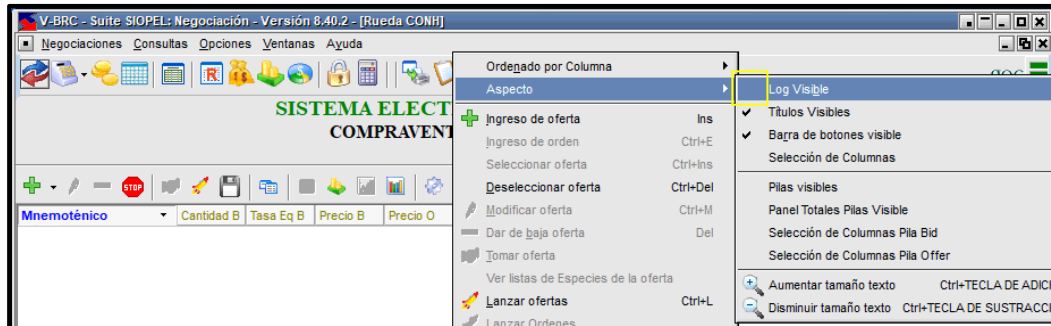 V-BRC - Suite SIOPEL: Negociación - Versión 8.40.2 - [Rueda CONH]
Negociaciones Consultas Opciones Ventanas Ayuda
SISTEMA ELECT
COMPRAVENT
Mnemoténico Cantidad B Tasa Eq B Precio B Precio O
Ordenado por Columna
Aspecto
Ingreso de oferta Ins
Ingreso de orden Ctrl+E
Seleccionar oferta Ctrl+Ins
Deseleccionar oferta Ctrl+Del
Modificar oferta Ctrl+M
Dar de baja oferta Del
Tomar oferta
Ver listas de Especies de la oferta
Lanzar ofertas Ctrl+L
Lanzar Ordenes
Log Visible
Títulos Visibles
Barra de botones visible
Selección de Columnas
Pilas visibles
Panel Totales Pilas Visible
Selección de Columnas Pila Bid
Selección de Columnas Pila Offer
Aumentar tamaño texto Ctrl+TECLA DE ADICI
Disminuir tamaño texto Ctrl+TECLA DE SUSTRACCI